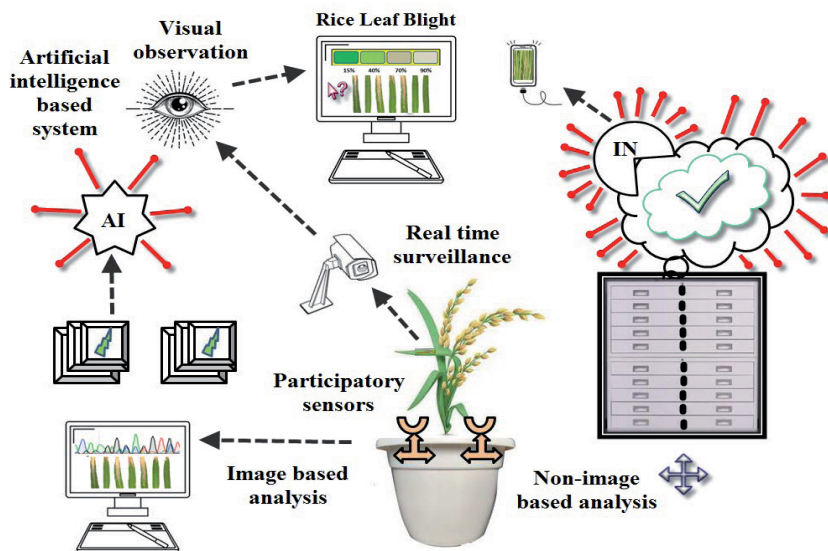 Rice Leaf Blight
Visual
observation
Artificial
intelligence
based
system
15% 40% 70% 90%
?
IN
AI
Real time
surveillance
Participatory
sensors
Image based
analysis
Non-image
based analysis